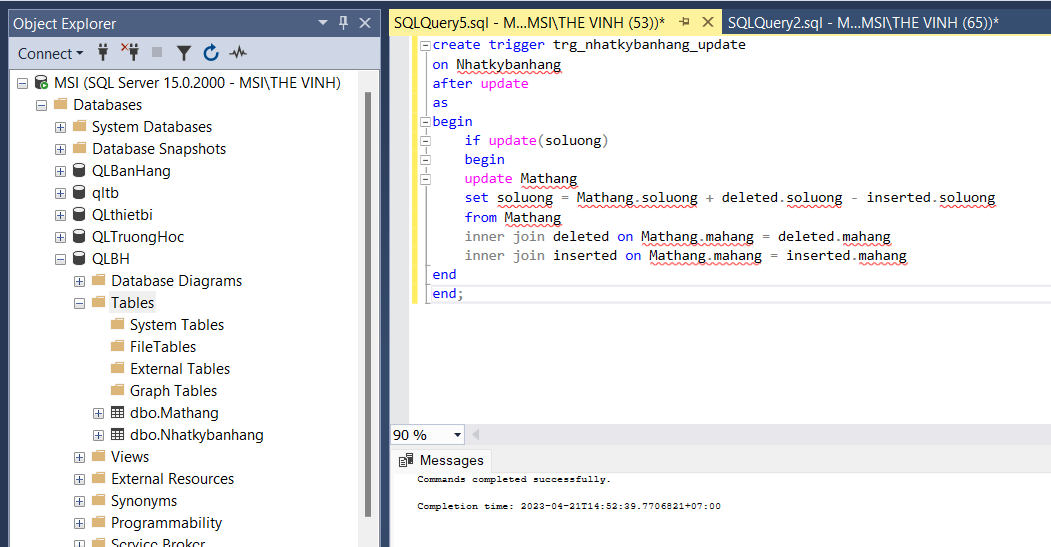 Object Explorer
Connect
MSI (SQL Server 15.0.2000 - MSI\THE VINH)
Databases
System Databases
Database Snapshots
QLBanHang
qltb
QLthietbi
QLTruongHoc
QLBH
Database Diagrams
Tables
System Tables
FileTables
External Tables
Graph Tables
dbo.Mathang
dbo.Nhatkybanhang
Views
External Resources
Synonyms
Programmability
Service Broker
SQLQuery5.sql - M...MSI\THE VINH (53))*
SQLQuery2.sql - M...MSI\THE VINH (65))*
create trigger trg_nhatkybanhang_update
on Nhatkybanhang
after update
as
begin
if update(soluong)
begin
update Mathang
set soluong = Mathang.soluong + deleted.soluong - inserted.soluong
from Mathang
inner join deleted on Mathang.mahang = deleted.mahang
inner join inserted on Mathang.mahang = inserted.mahang
end
end;
90 %
Messages
Commands completed successfully.
Completion time: 2023-04-21T14:52:39.7706821+07:00